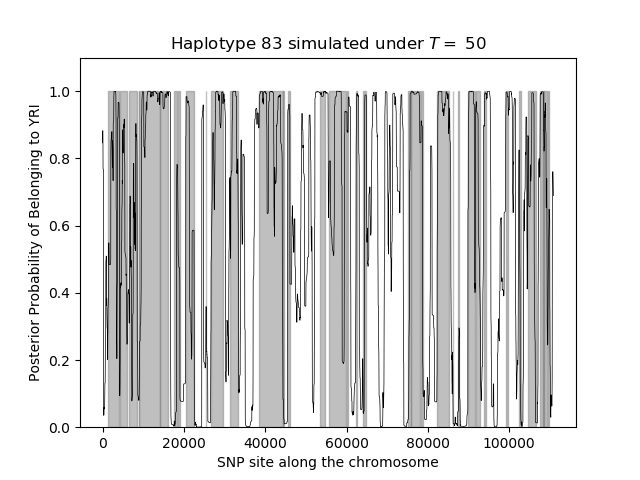 Haplotype 83 simulated under T = 50
Posterior Probability of Belonging to YRI
1.0
0.8
0.6
0.4
0.2
0.0
0 20000 40000 60000 80000 100000
SNP site along the chromosome